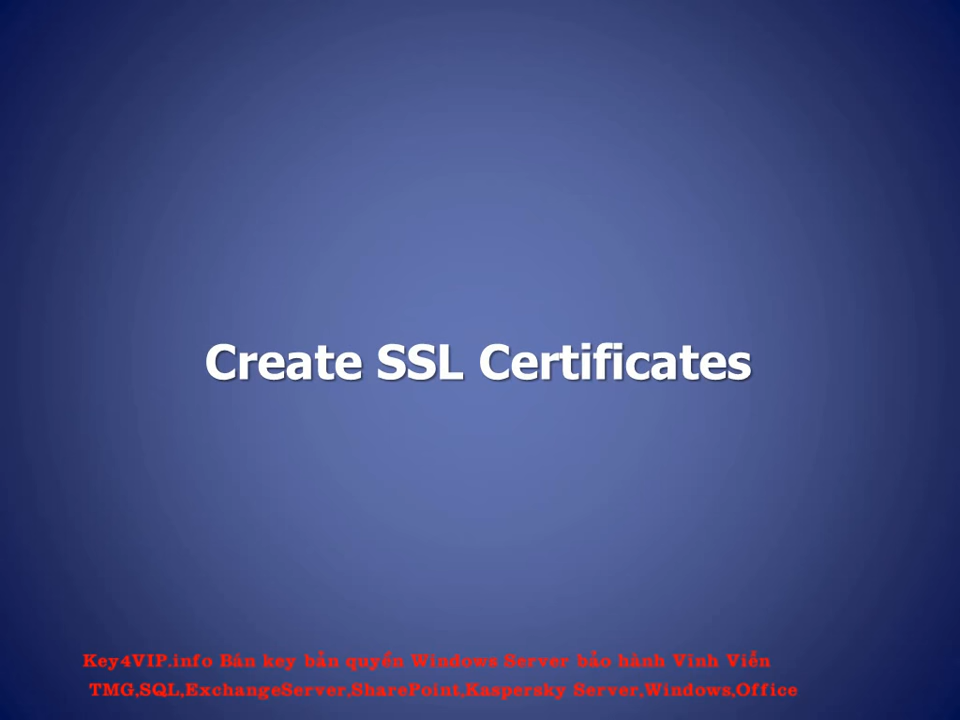 Create SSL Certificates
Key4VIP.info Bán key bản quyền Windows Server bảo hành Vĩnh Viễn
TMG,SQL,ExchangeServer,SharePoint,Kaspersky Server,Windows,Office